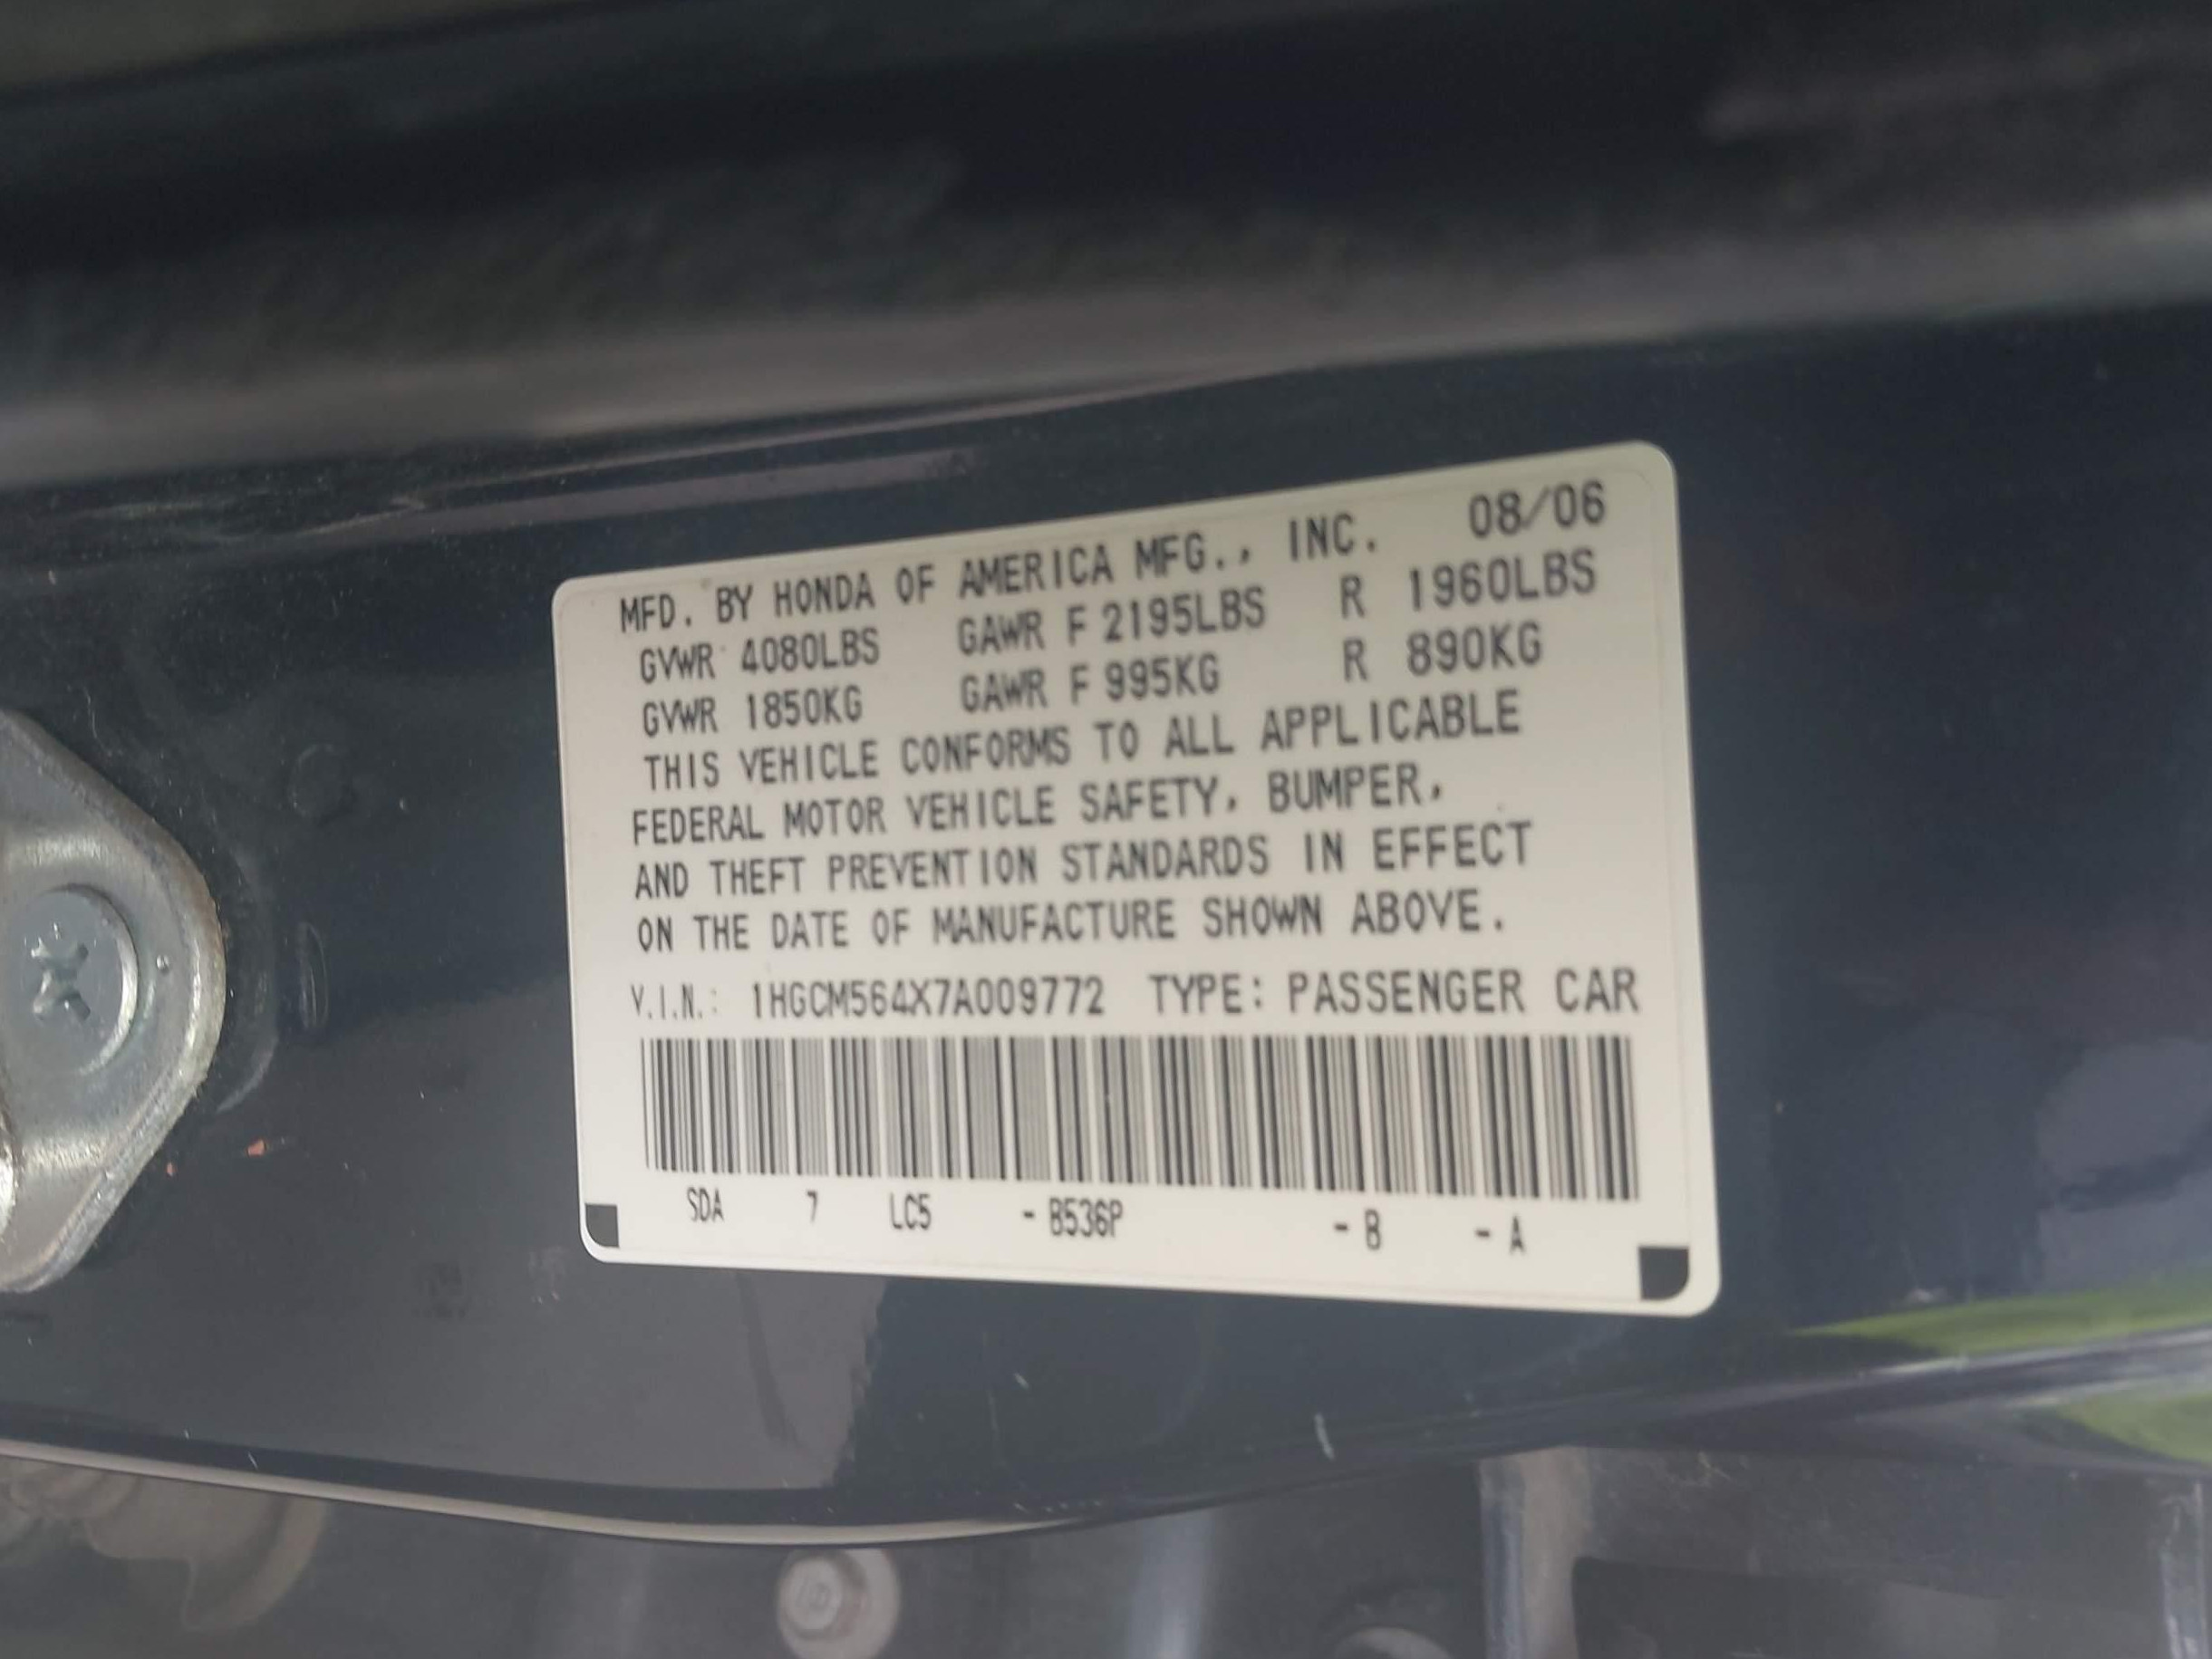 MFD. BY HONDA OF AMERICA MFG., INC. 08/06
GVWR 4080LBS GAWR F 2195LBS R 1960LBS
GVWR 1850KG GAWR F 995KG R 890KG
THIS VEHICLE CONFORMS TO ALL APPLICABLE
FEDERAL MOTOR VEHICLE SAFETY, BUMPER,
AND THEFT PREVENTION STANDARDS IN EFFECT
ON THE DATE OF MANUFACTURE SHOWN ABOVE.
V.I.N.: 1HGCM564X7A009772 TYPE: PASSENGER CAR
SDA 7 LC5 - B536P - B - A